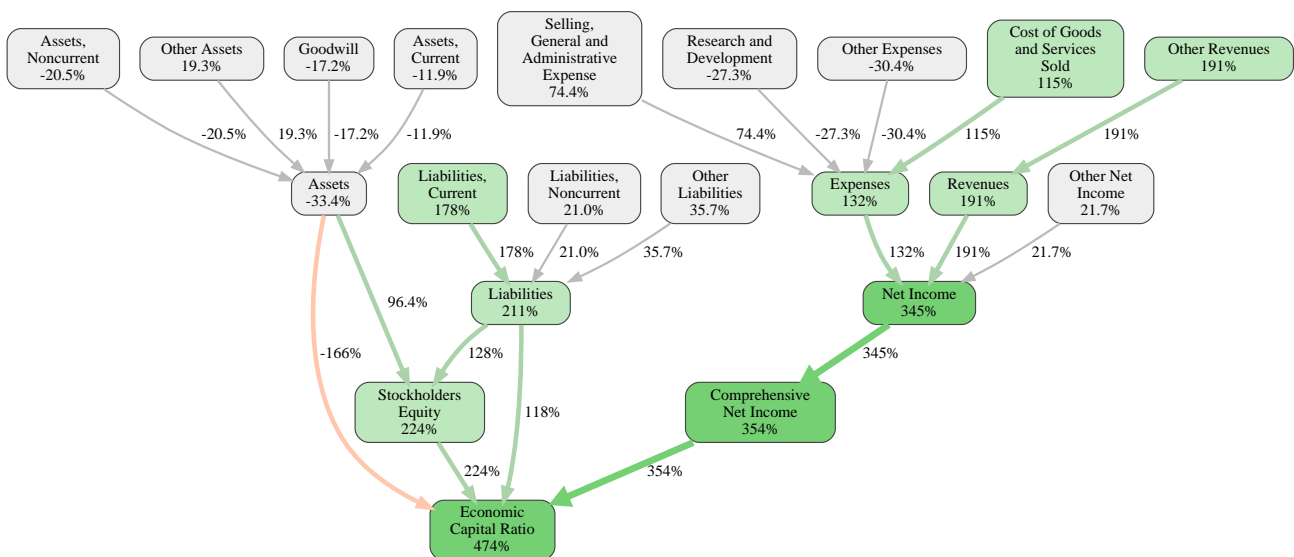 Assets,
Noncurrent
-20.5%
Other Assets
19.3%
Goodwill
-17.2%
Assets,
Current
-11.9%
Selling,
General and
Administrative
Expense
74.4%
Research and
Development
-27.3%
Other Expenses
-30.4%
Cost of Goods
and Services
Sold
115%
Other Revenues
191%
-20.5%
19.3%
-17.2%
-11.9%
74.4%
-27.3%
-30.4%
115%
191%
Assets
-33.4%
Liabilities,
Current
178%
Liabilities,
Noncurrent
21.0%
Other
Liabilities
35.7%
Expenses
132%
Revenues
191%
Other Net
Income
21.7%
178%
21.0%
35.7%
132%
191%
21.7%
96.4%
Liabilities
211%
Net Income
345%
-166%
128%
118%
345%
Stockholders
Equity
224%
Comprehensive
Net Income
354%
224%
354%
Economic
Capital Ratio
474%